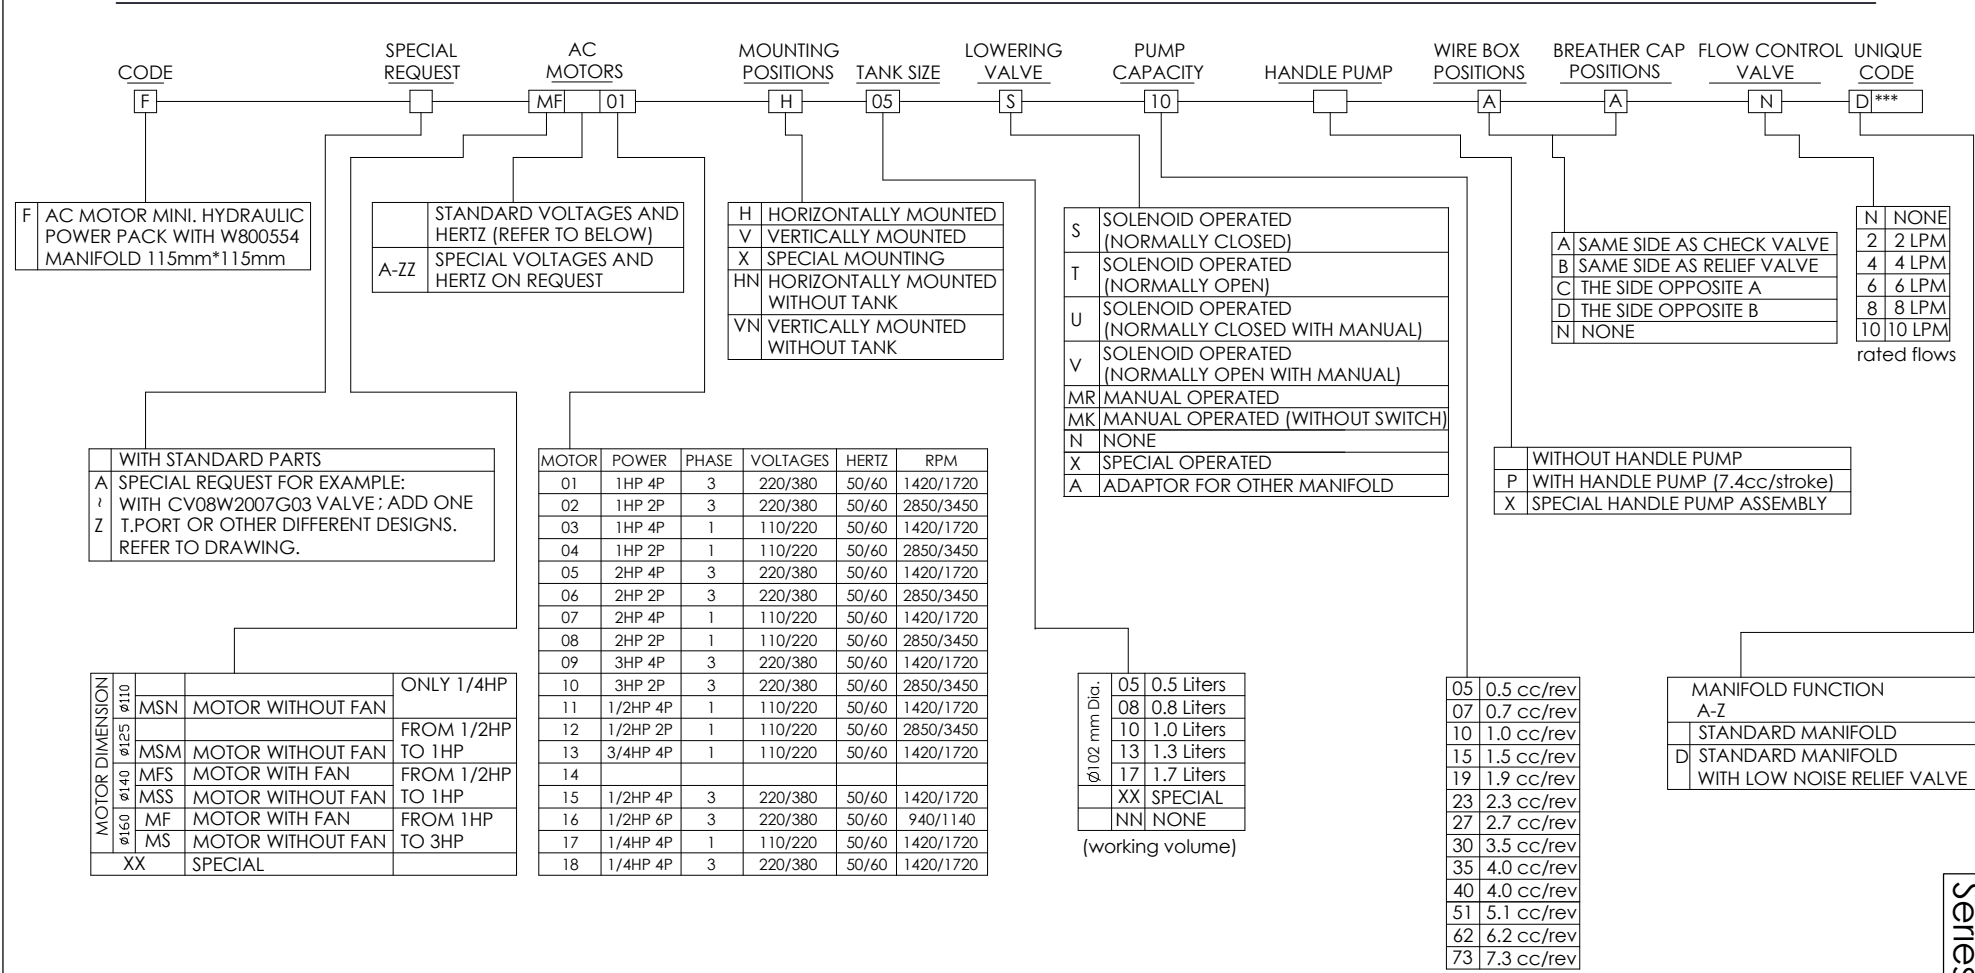 CODE
SPECIAL
REQUEST
AC
MOTORS
MOUNTING
POSITIONS
TANK SIZE
LOWERING
VALVE
PUMP
CAPACITY
HANDLE PUMP
WIRE BOX
POSITIONS
BREATHER CAP
POSITIONS
FLOW CONTROL
VALVE
UNIQUE
CODE
F MF 01 H 05 S 10 A A N D ***
F AC MOTOR MINI. HYDRAULIC
POWER PACK WITH W800554
MANIFOLD 115mm*115mm
STANDARD VOLTAGES AND
HERTZ (REFER TO BELOW)
A-ZZ SPECIAL VOLTAGES AND
HERTZ ON REQUEST
H HORIZONTALLY MOUNTED
V VERTICALLY MOUNTED
X SPECIAL MOUNTING
HN HORIZONTALLY MOUNTED
WITHOUT TANK
VN VERTICALLY MOUNTED
WITHOUT TANK
S SOLENOID OPERATED
(NORMALLY CLOSED)
T SOLENOID OPERATED
(NORMALLY OPEN)
U SOLENOID OPERATED
(NORMALLY CLOSED WITH MANUAL)
V SOLENOID OPERATED
(NORMALLY OPEN WITH MANUAL)
MR MANUAL OPERATED
MK MANUAL OPERATED (WITHOUT SWITCH)
N NONE
X SPECIAL OPERATED
A ADAPTOR FOR OTHER MANIFOLD
A SAME SIDE AS CHECK VALVE
B SAME SIDE AS RELIEF VALVE
C THE SIDE OPPOSITE A
D THE SIDE OPPOSITE B
N NONE
N NONE
2 2 LPM
4 4 LPM
6 6 LPM
8 8 LPM
10 10 LPM
rated flows
WITH STANDARD PARTS
A SPECIAL REQUEST FOR EXAMPLE:
~ WITH CV08W2007G03 VALVE; ADD ONE
Z T.PORT OR OTHER DIFFERENT DESIGNS.
REFER TO DRAWING.
MOTOR POWER PHASE VOLTAGES HERTZ RPM
01 1HP 4P 3 220/380 50/60 1420/1720
02 1HP 2P 3 220/380 50/60 2850/3450
03 1HP 4P 1 110/220 50/60 1420/1720
04 1HP 2P 1 110/220 50/60 2850/3450
05 2HP 4P 3 220/380 50/60 1420/1720
06 2HP 2P 3 220/380 50/60 2850/3450
07 2HP 4P 1 110/220 50/60 1420/1720
08 2HP 2P 1 110/220 50/60 2850/3450
09 3HP 4P 3 220/380 50/60 1420/1720
10 3HP 2P 3 220/380 50/60 2850/3450
11 1/2HP 4P 1 110/220 50/60 1420/1720
12 1/2HP 2P 1 110/220 50/60 2850/3450
13 3/4HP 4P 1 110/220 50/60 1420/1720
14
15 1/2HP 4P 3 220/380 50/60 1420/1720
16 1/2HP 6P 3 220/380 50/60 940/1140
17 1/4HP 4P 1 110/220 50/60 1420/1720
18 1/4HP 4P 3 220/380 50/60 1420/1720
WITHOUT HANDLE PUMP
P WITH HANDLE PUMP (7.4cc/stroke)
X SPECIAL HANDLE PUMP ASSEMBLY
MOTOR DIMENSION
Ø110 ONLY 1/4HP
MSN MOTOR WITHOUT FAN
Ø125 FROM 1/2HP
MSM MOTOR WITHOUT FAN TO 1HP
Ø140 MFS MOTOR WITH FAN FROM 1/2HP
MSS MOTOR WITHOUT FAN TO 1HP
Ø160 MF MOTOR WITH FAN FROM 1HP
MS MOTOR WITHOUT FAN TO 3HP
XX SPECIAL
Ø102 mm Dia.
05 0.5 Liters
08 0.8 Liters
10 1.0 Liters
13 1.3 Liters
17 1.7 Liters
XX SPECIAL
NN NONE
(working volume)
05 0.5 cc/rev
07 0.7 cc/rev
10 1.0 cc/rev
15 1.5 cc/rev
19 1.9 cc/rev
23 2.3 cc/rev
27 2.7 cc/rev
30 3.5 cc/rev
35 4.0 cc/rev
40 4.0 cc/rev
51 5.1 cc/rev
62 6.2 cc/rev
73 7.3 cc/rev
MANIFOLD FUNCTION
A-Z
STANDARD MANIFOLD
D STANDARD MANIFOLD
WITH LOW NOISE RELIEF VALVE
Series